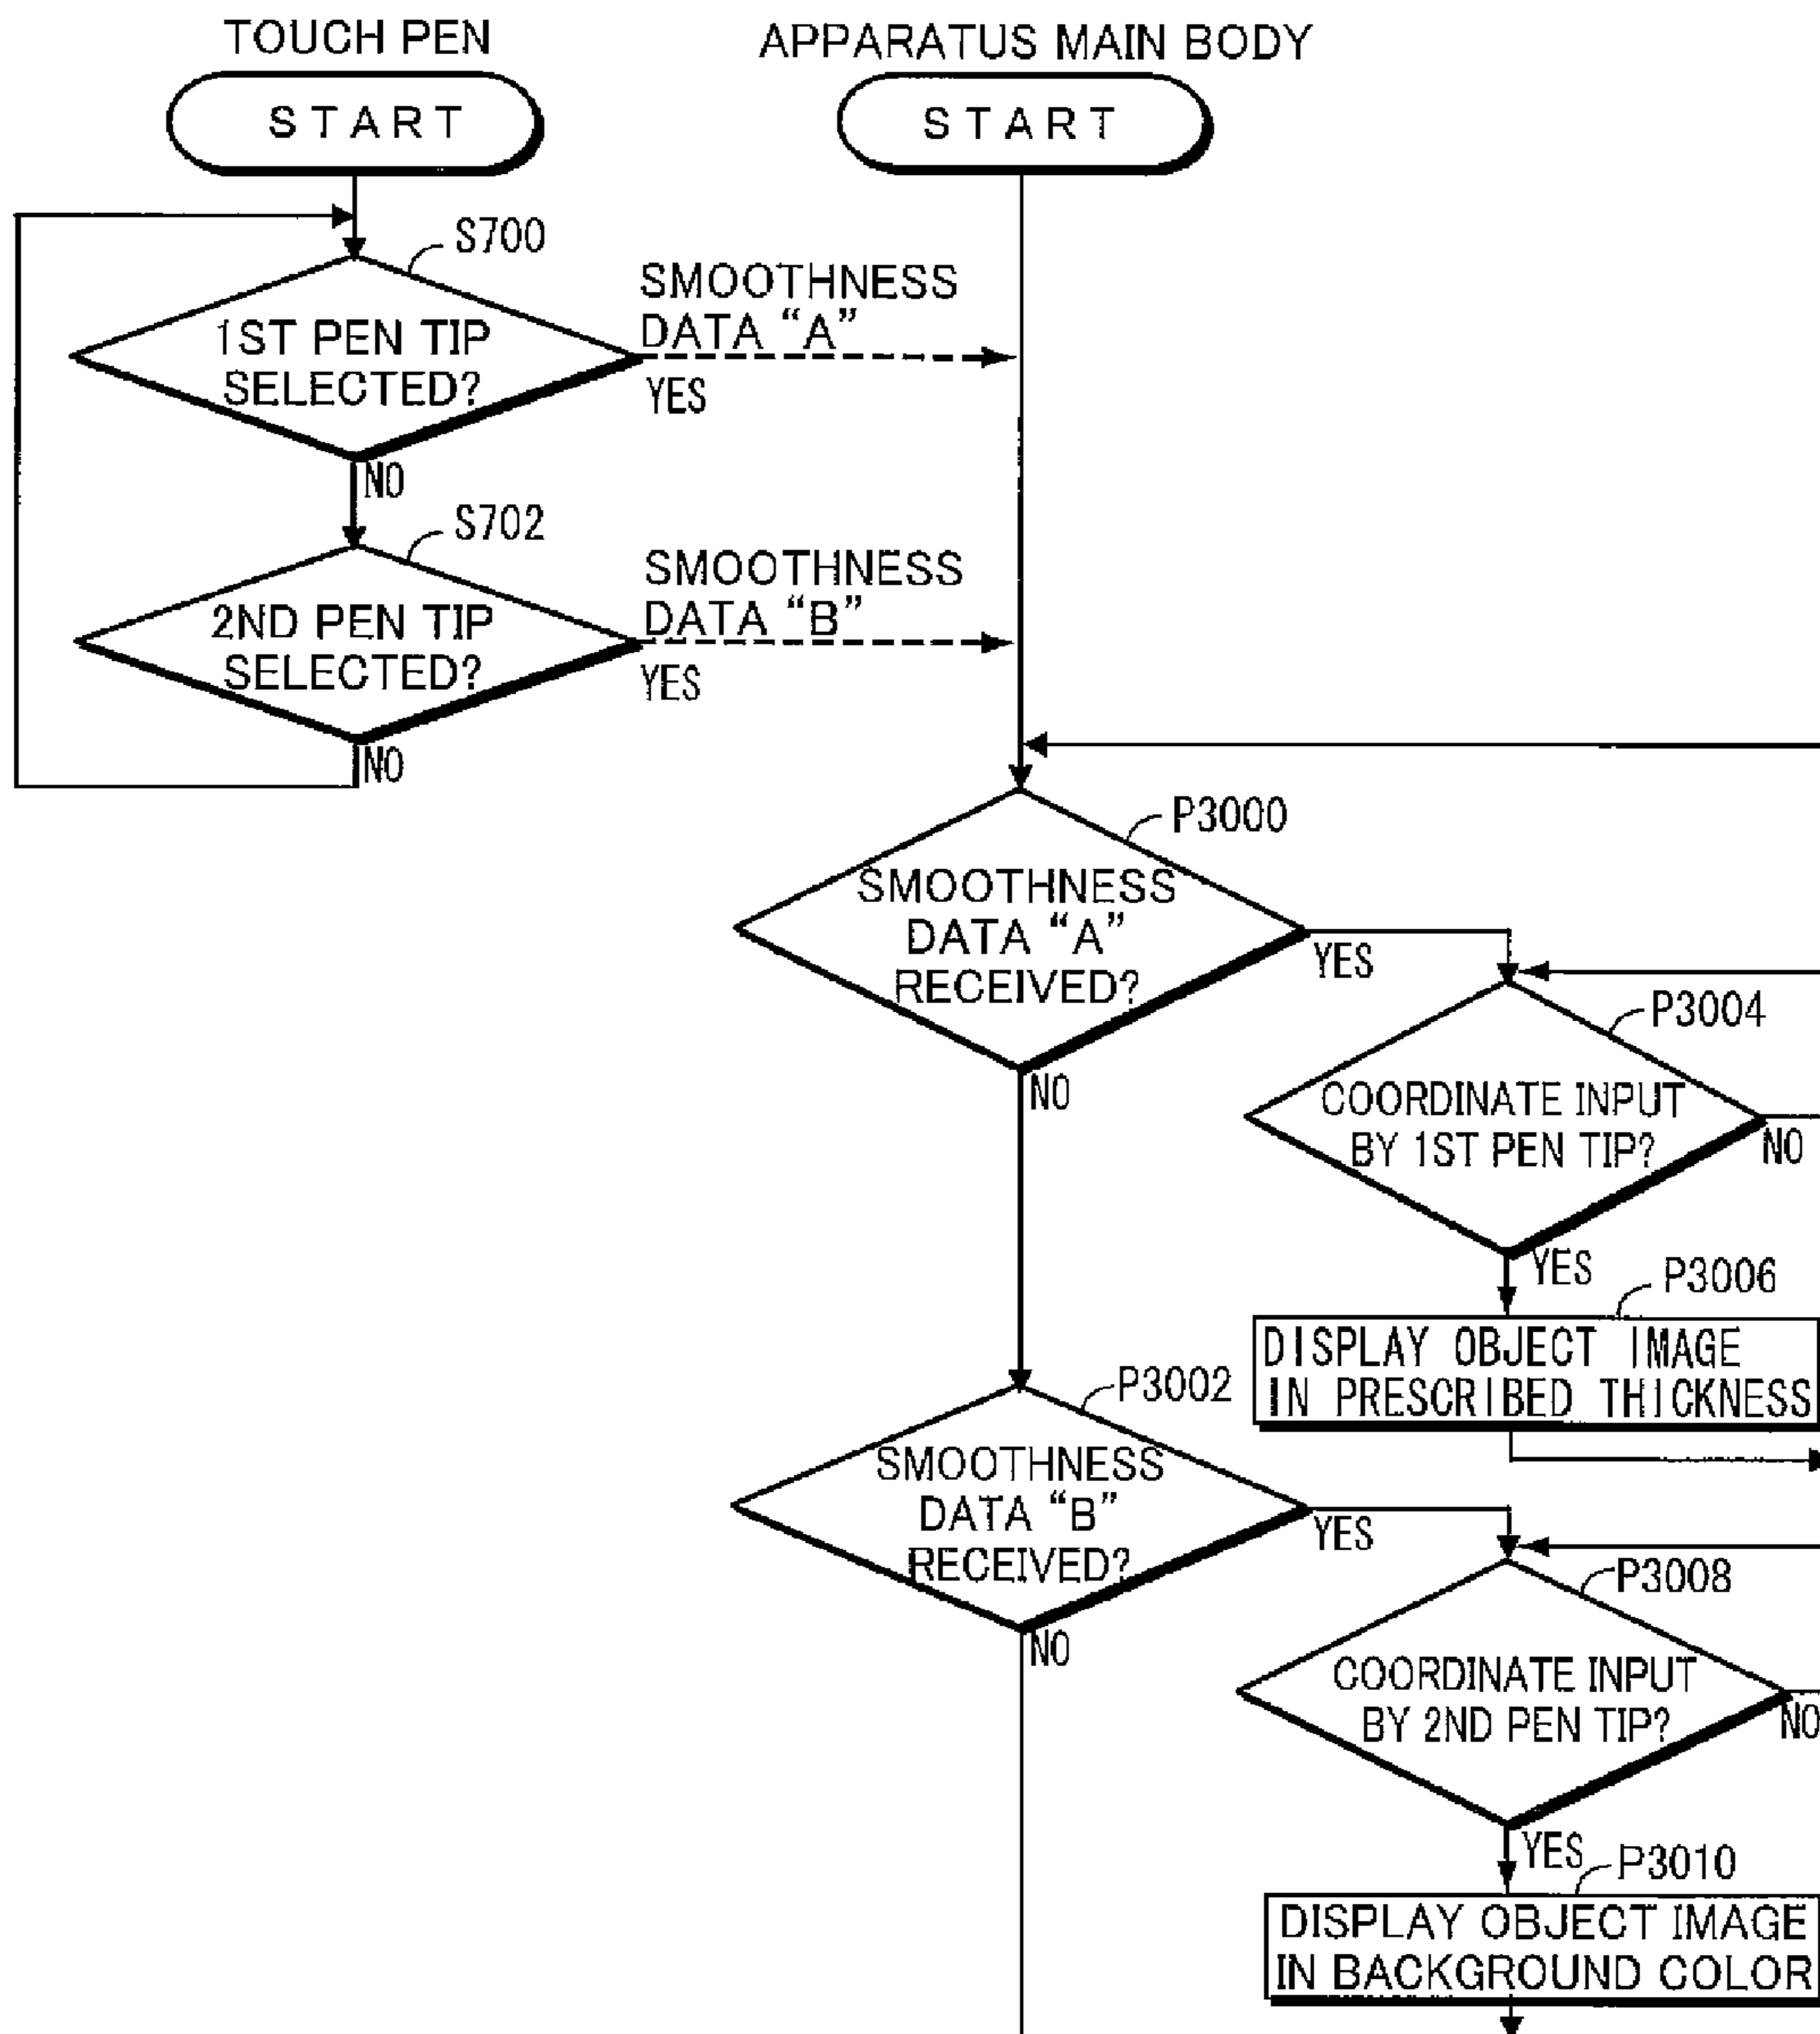 TOUCH PEN
START
S700
1ST PEN TIP
SELECTED?
SMOOTHNESS
DATA “A”
YES
NO
S702
2ND PEN TIP
SELECTED?
SMOOTHNESS
DATA “B”
YES
NO
APPARATUS MAIN BODY
START
P3000
SMOOTHNESS
DATA “A”
RECEIVED?
YES
NO
P3004
COORDINATE INPUT
BY 1ST PEN TIP?
NO
YES
P3006
DISPLAY OBJECT IMAGE
IN PRESCRIBED THICKNESS
P3002
SMOOTHNESS
DATA “B”
RECEIVED?
YES
NO
P3008
COORDINATE INPUT
BY 2ND PEN TIP?
NO
YES
P3010
DISPLAY OBJECT IMAGE
IN BACKGROUND COLOR